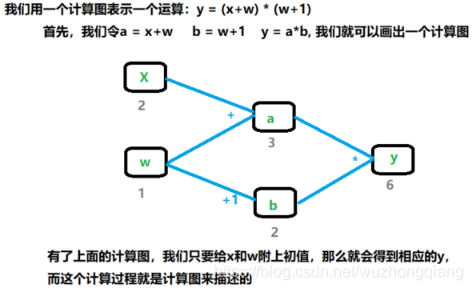 我们用一个计算图表示一个运算：y = (x+w) * (w+1)
首先，我们令a = x+w b = w+1 y = a*b, 我们就可以画出一个计算图
X
2
+
a
3
w
1
*
y
6
+1
b
2
有了上面的计算图，我们只要给x和w附上初值，那么就会得到相应的y，
而这个计算过程就是计算图来描述的
https://blog.csdn.net/wuzhongqiang